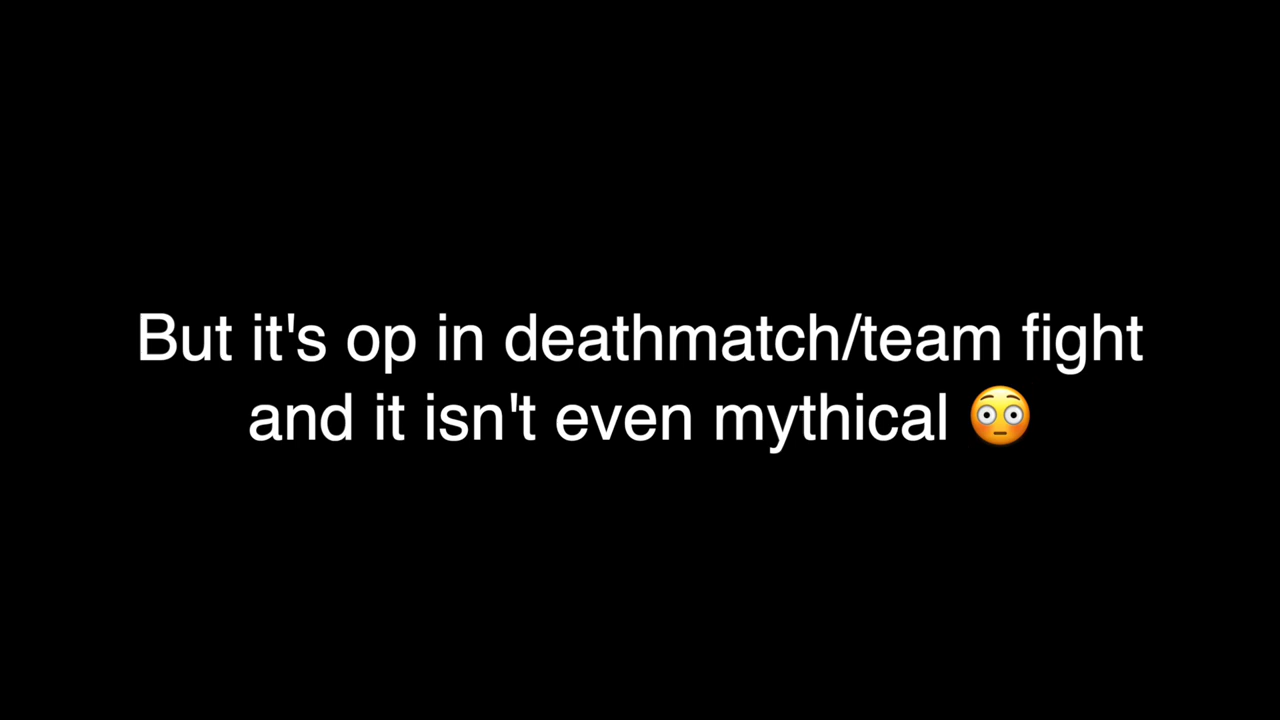 But it's op in deathmatch/team fight
and it isn't even mythical 😳